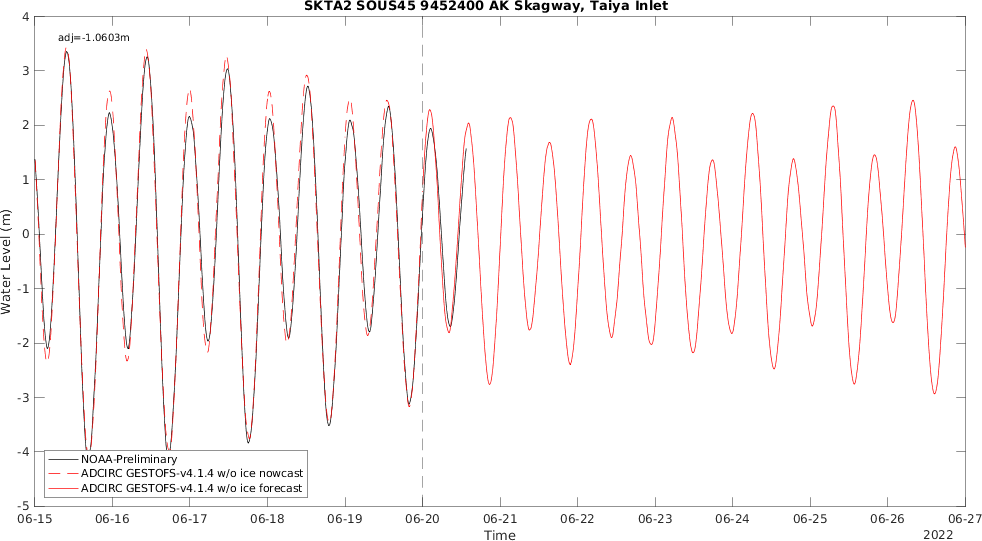 SKTA2 SOUS45 9452400 AK Skagway, Taiya Inlet
adj=-1.0603m
4
3
2
1
0
-1
-2
-3
-4
-5
Water Level (m)
NOAA-Preliminary
ADCIRC GESTOFS-v4.1.4 w/o ice nowcast
ADCIRC GESTOFS-v4.1.4 w/o ice forecast
06-15 06-16 06-17 06-18 06-19 06-20 06-21 06-22 06-23 06-24 06-25 06-26 06-27
Time
2022